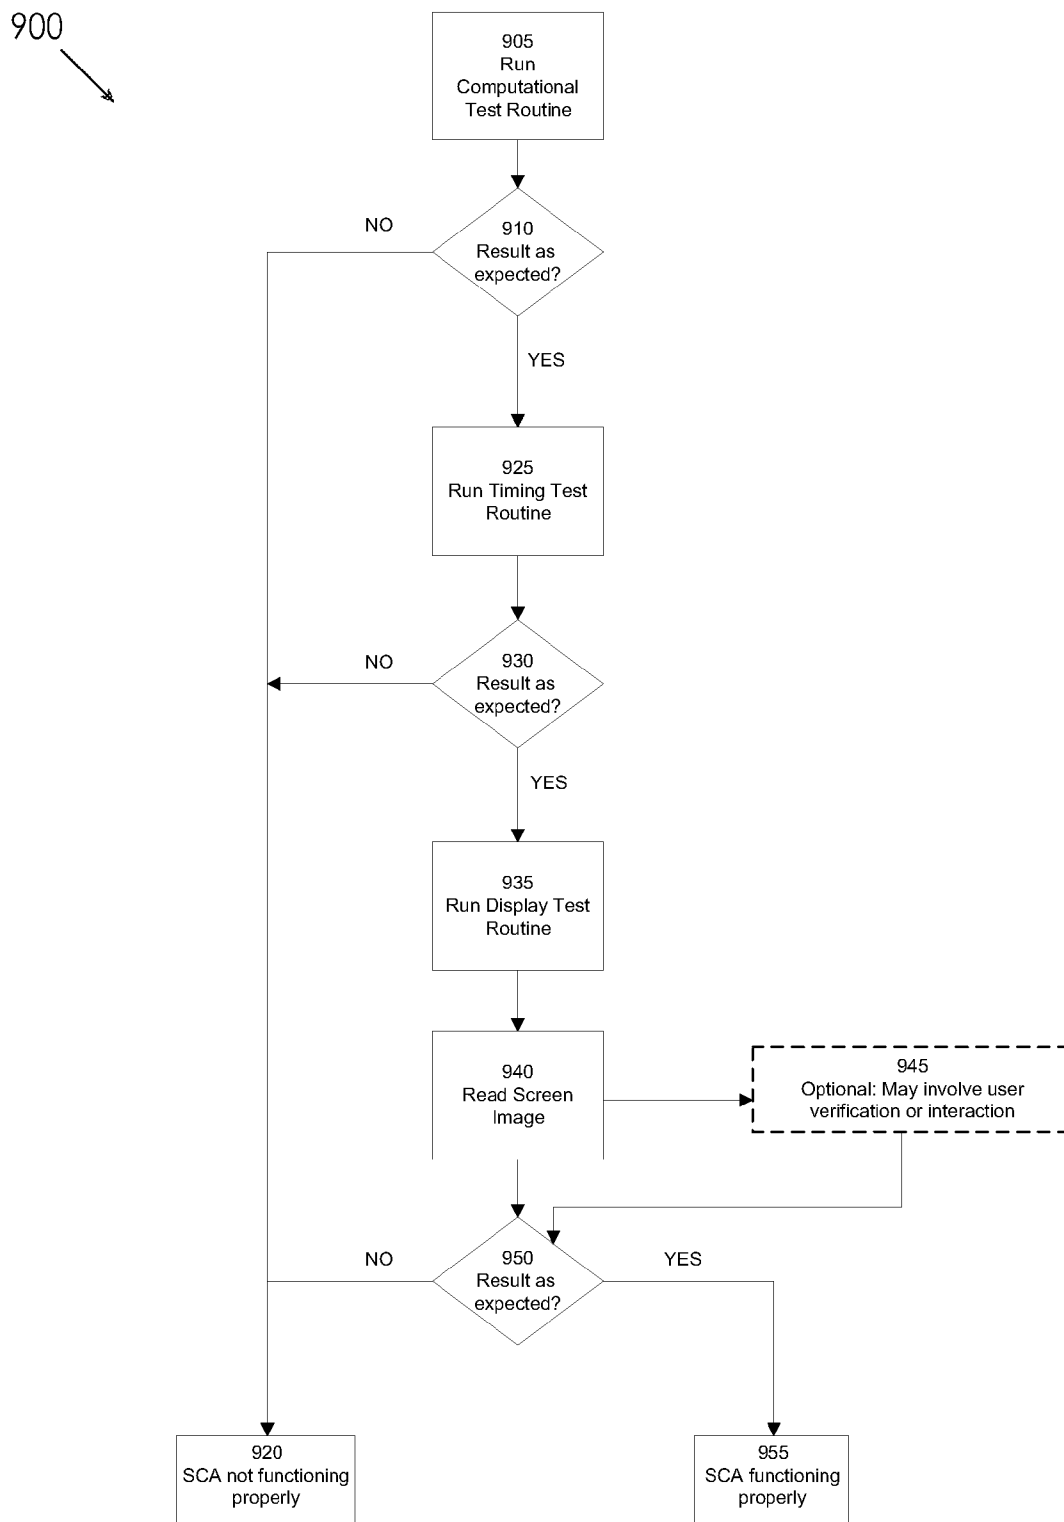 900
905
Run
Computational
Test Routine
NO
910
Result as
expected?
YES
925
Run Timing Test
Routine
NO
930
Result as
expected?
YES
935
Run Display Test
Routine
940
Read Screen
Image
945
Optional: May involve user
verification or interaction
NO
950
Result as
expected?
YES
920
SCA not functioning
properly
955
SCA functioning
properly